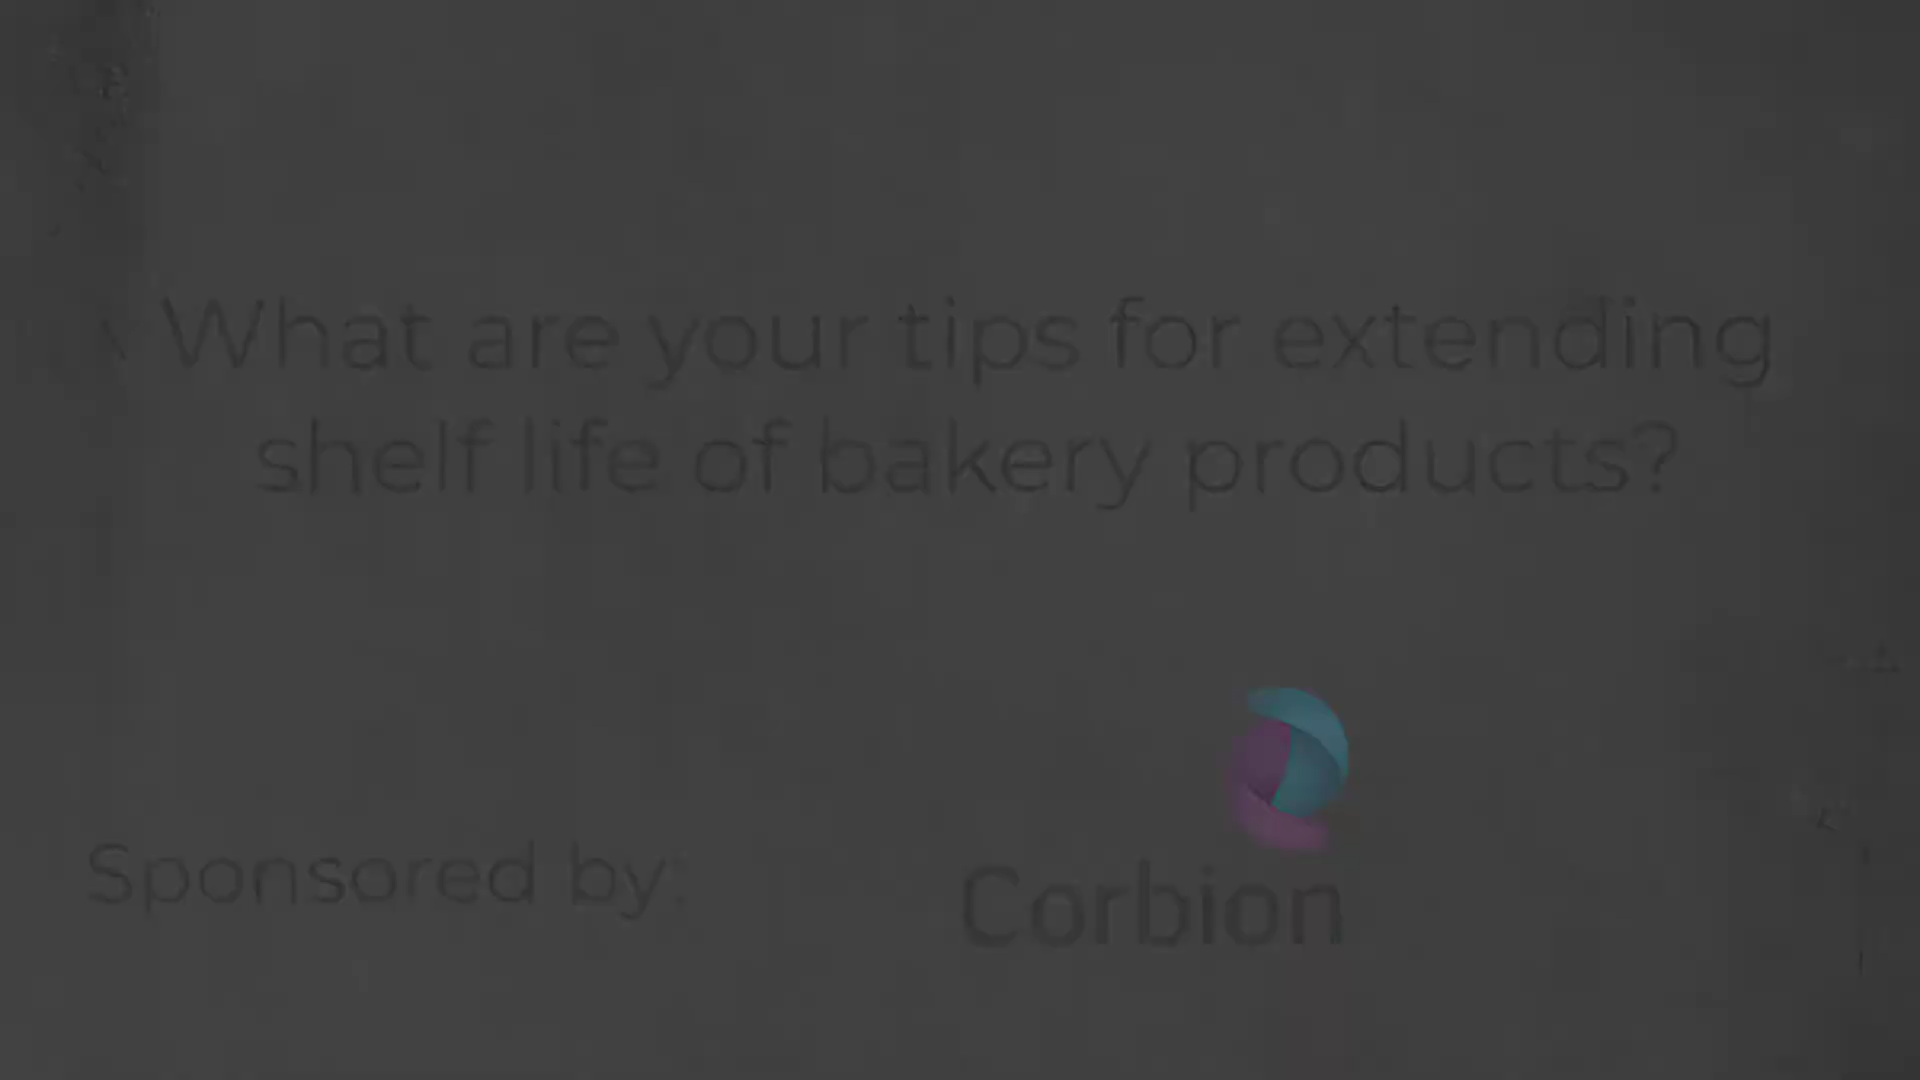 What are your tips for extending
shelf life of bakery products?
Sponsored by:
Corbion